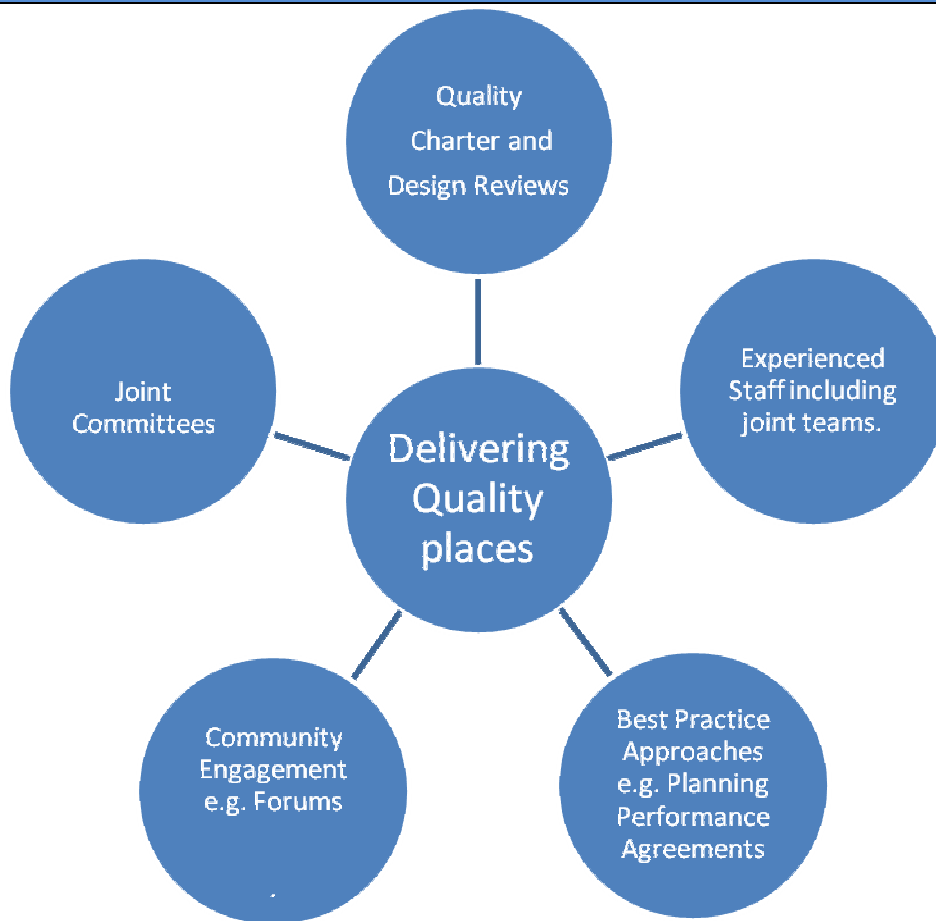 Quality
Charter and
Design Reviews
Experienced
Staff including
joint teams.
Joint
Committees
Delivering
Quality
places
Community
Engagement
e.g. Forums
Best Practice
Approaches
e.g. Planning
Performance
Agreements